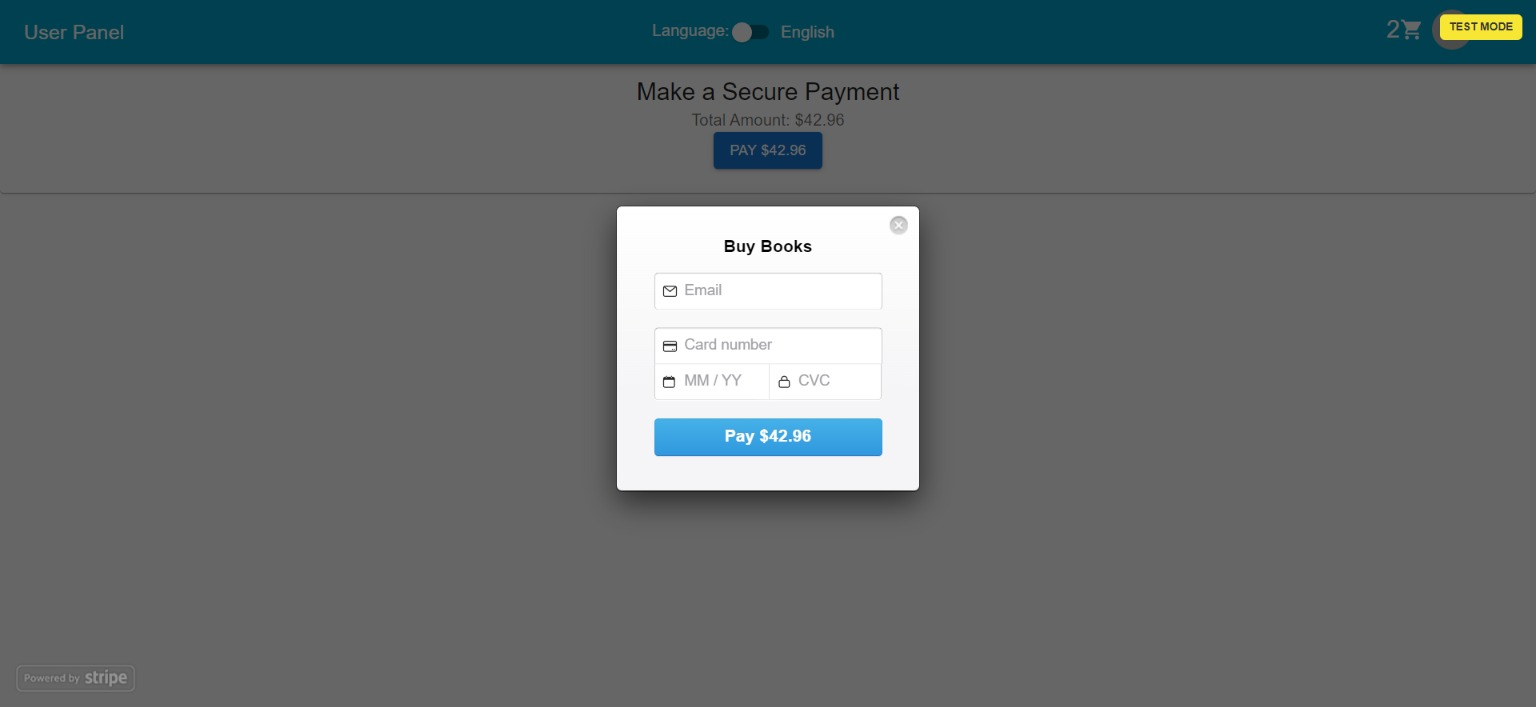 User Panel
Language: English
2
TEST MODE
Make a Secure Payment
Total Amount: $42.96
PAY $42.96
Buy Books
Email
Card number
MM / YY
CVC
Pay $42.96
Powered by stripe